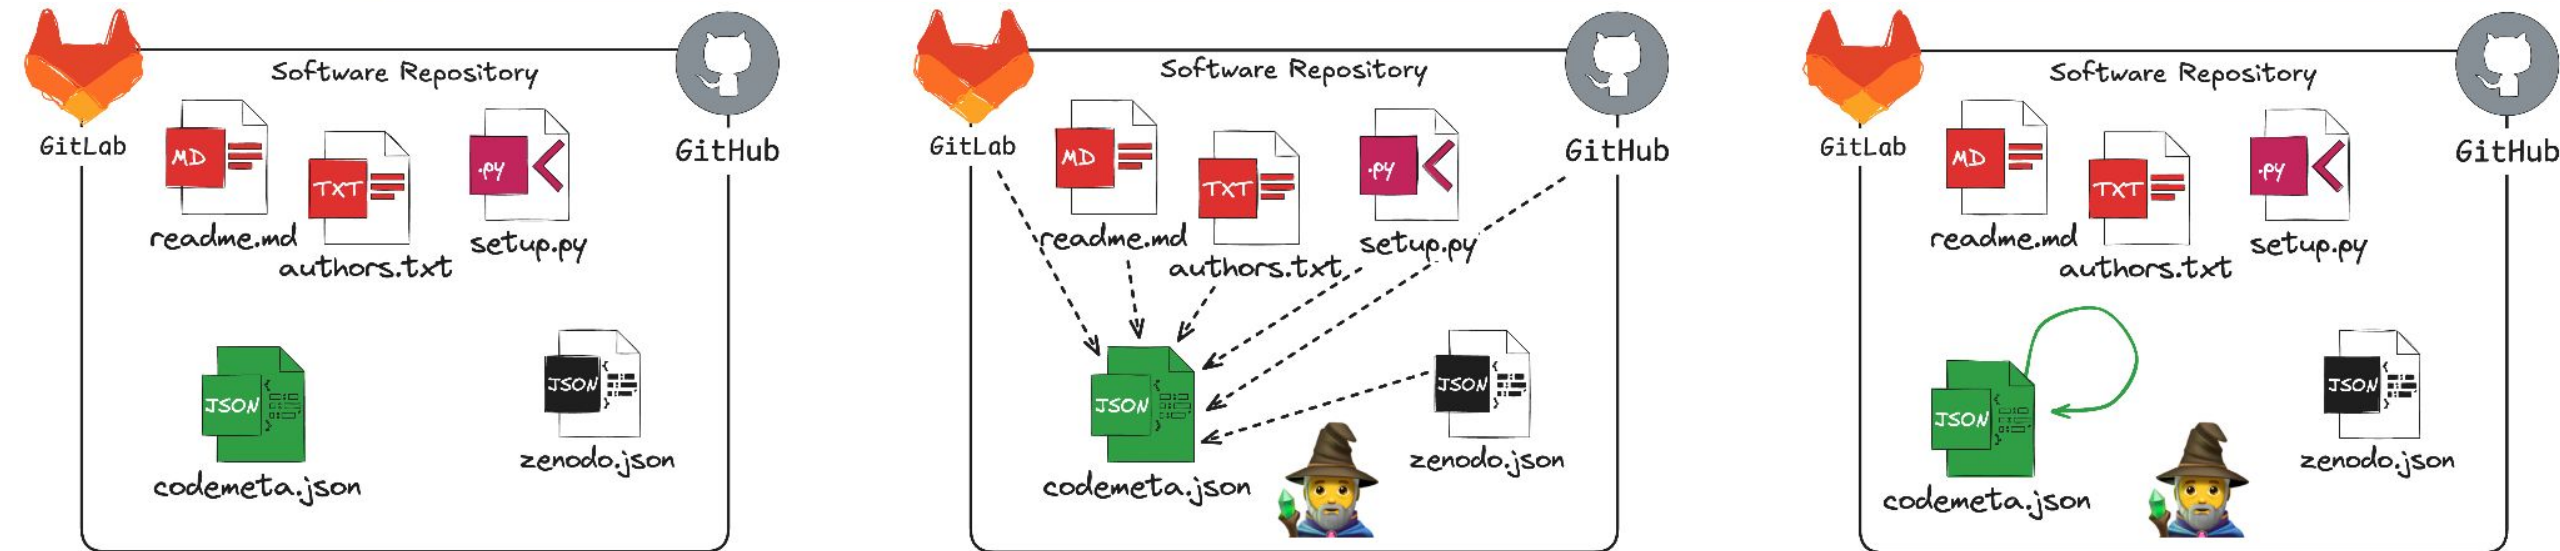 Software Repository
GitLab
GitHub
MD
TXT
.py
readme.md
authors.txt
setup.py
JSON
JSON
codemeta.json
zenodo.json
Software Repository
GitLab
GitHub
MD
TXT
.py
readme.md
authors.txt
setup.py
JSON
JSON
codemeta.json
zenodo.json
Software Repository
GitLab
GitHub
MD
TXT
.py
readme.md
authors.txt
setup.py
JSON
JSON
codemeta.json
zenodo.json